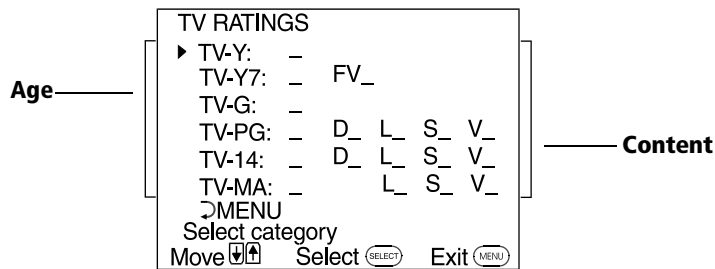 TV RATINGS
TV-Y: _
TV-Y7: _ FV_
Age
TV-G: _
TV-PG: _ D_ L_ S_ V_
TV-14: _ D_ L_ S_ V_
Content
TV-MA: _ L_ S_ V_
MENU
Select category
Move Select SELECT Exit MENU